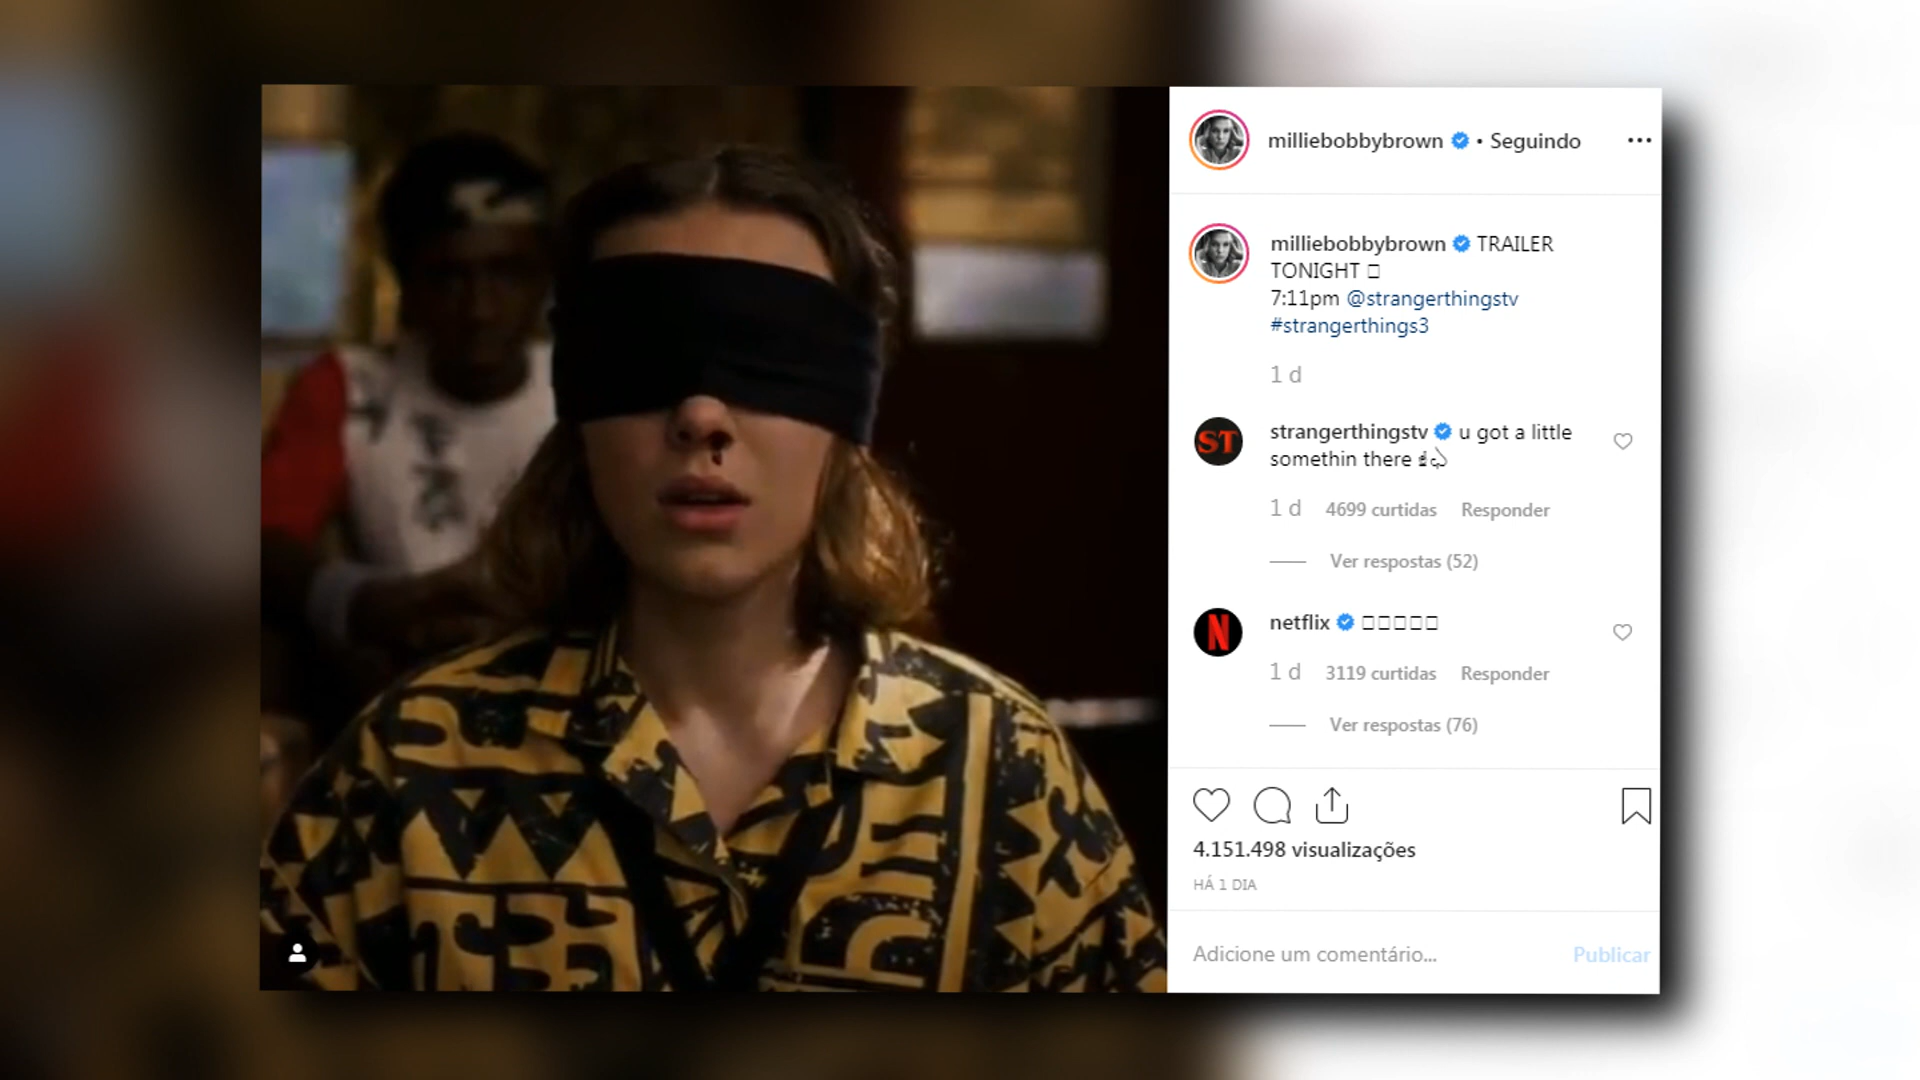 milliebobbybrown • Seguindo
milliebobbybrown TRAILER
TONIGHT
7:11pm @strangerthingstv
#strangerthings3
1 d
ST
strangerthingstv u got a little
somethin there
1 d 4699 curtidas Responder
Ver respostas (52)
N
netflix
1 d 3119 curtidas Responder
Ver respostas (76)
4.151.498 visualizações
HÁ 1 DIA
Adicione um comentário... Publicar